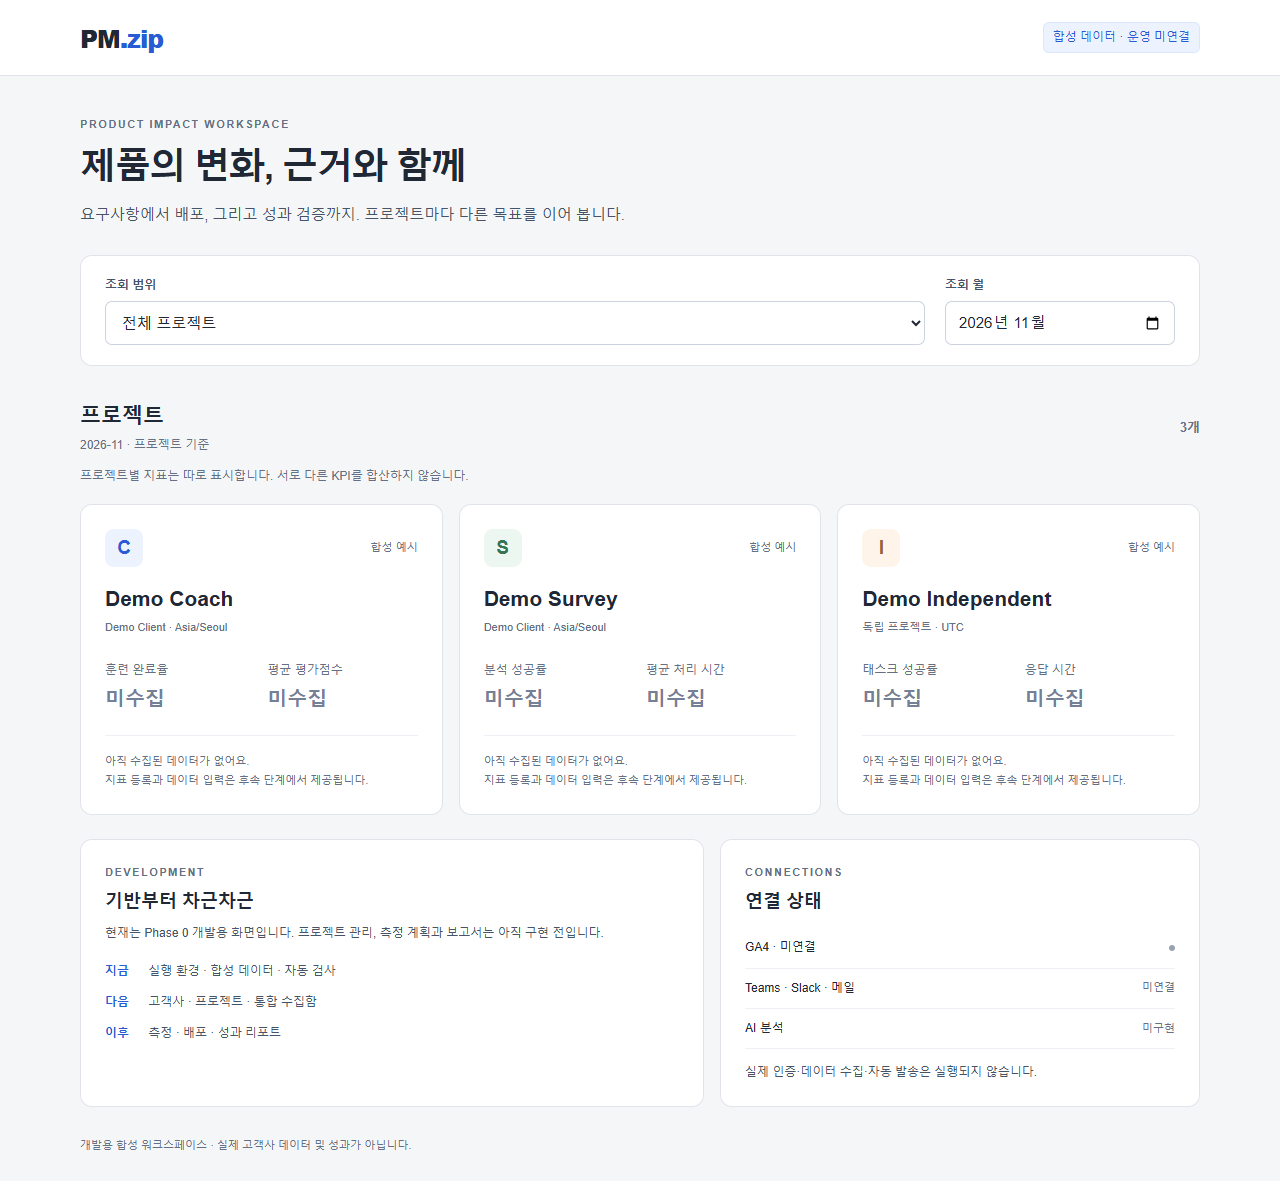 PM.zip
합성 데이터 · 운영 미연결
PRODUCT IMPACT WORKSPACE
제품의 변화, 근거와 함께
요구사항에서 배포, 그리고 성과 검증까지. 프로젝트마다 다른 목표를 이어 봅니다.
조회 범위
전체 프로젝트
조회 월
2026년 11월
프로젝트
2026-11 · 프로젝트 기준
3개
프로젝트별 지표는 따로 표시합니다. 서로 다른 KPI를 합산하지 않습니다.
C
합성 예시
Demo Coach
Demo Client · Asia/Seoul
훈련 완료율
평균 평가점수
미수집
미수집
아직 수집된 데이터가 없어요.
지표 등록과 데이터 입력은 후속 단계에서 제공됩니다.
S
합성 예시
Demo Survey
Demo Client · Asia/Seoul
분석 성공률
평균 처리 시간
미수집
미수집
아직 수집된 데이터가 없어요.
지표 등록과 데이터 입력은 후속 단계에서 제공됩니다.
I
합성 예시
Demo Independent
독립 프로젝트 · UTC
태스크 성공률
응답 시간
미수집
미수집
아직 수집된 데이터가 없어요.
지표 등록과 데이터 입력은 후속 단계에서 제공됩니다.
DEVELOPMENT
기반부터 차근차근
현재는 Phase 0 개발용 화면입니다. 프로젝트 관리, 측정 계획과 보고서는 아직 구현 전입니다.
지금 실행 환경 · 합성 데이터 · 자동 검사
다음 고객사 · 프로젝트 · 통합 수집함
이후 측정 · 배포 · 성과 리포트
CONNECTIONS
연결 상태
GA4 · 미연결
Teams · Slack · 메일 미연결
AI 분석 미구현
실제 인증·데이터 수집·자동 발송은 실행되지 않습니다.
개발용 합성 워크스페이스 · 실제 고객사 데이터 및 성과가 아닙니다.